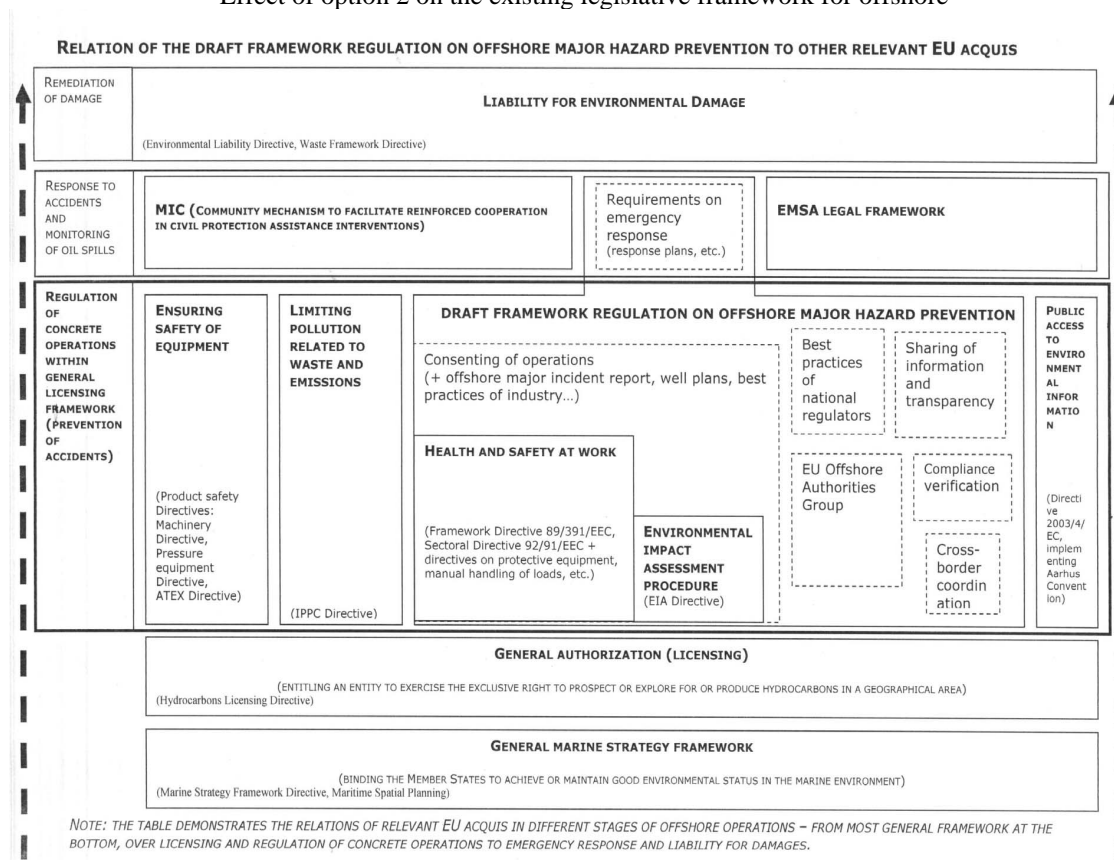 Effect of option 2 on the existing legislative framework for offshore
RELATION OF THE DRAFT FRAMEWORK REGULATION ON OFFSHORE MAJOR HAZARD PREVENTION TO OTHER RELEVANT EU ACQUIS
REMEDIATION
OF DAMAGE
LIABILITY FOR ENVIRONMENTAL DAMAGE
(Environmental Liability Directive, Waste Framework Directive)
RESPONSE TO
ACCIDENTS
AND
MONITORING
OF OIL SPILLS
MIC (COMMUNITY MECHANISM TO FACILITATE REINFORCED COOPERATION
IN CIVIL PROTECTION ASSISTANCE INTERVENTIONS)
Requirements on
emergency
response
(response plans, etc.)
EMSA LEGAL FRAMEWORK
REGULATION
OF
CONCRETE
OPERATIONS
WITHIN
GENERAL
LICENSING
FRAMEWORK
(PREVENTION
OF
ACCIDENTS)
ENSURING
SAFETY OF
EQUIPMENT
(Product safety
Directives:
Machinery
Directive,
Pressure
equipment
Directive,
ATEX Directive)
LIMITING
POLLUTION
RELATED TO
WASTE AND
EMISSIONS
(IPPC Directive)
DRAFT FRAMEWORK REGULATION ON OFFSHORE MAJOR HAZARD PREVENTION
Consenting of operations
(+ offshore major incident report, well plans, best
practices of industry...)
HEALTH AND SAFETY AT WORK
(Framework Directive 89/391/EEC,
Sectoral Directive 92/91/EEC +
directives on protective equipment,
manual handling of loads, etc.)
ENVIRONMENTAL
IMPACT
ASSESSMENT
PROCEDURE
(EIA Directive)
Best
practices
of
national
regulators
Sharing of
information
and
transparency
EU Offshore
Authorities
Group
Compliance
verification
Cross-
border
coordin
ation
PUBLIC
ACCESS
TO
ENVIRO
NMENT
AL
INFOR
MATIO
N
(Directi
ve
2003/4/
EC,
implem
enting
Aarhus
Convent
ion)
GENERAL AUTHORIZATION (LICENSING)
(ENTITLING AN ENTITY TO EXERCISE THE EXCLUSIVE RIGHT TO PROSPECT OR EXPLORE FOR OR PRODUCE HYDROCARBONS IN A GEOGRAPHICAL AREA)
(Hydrocarbons Licensing Directive)
GENERAL MARINE STRATEGY FRAMEWORK
(BINDING THE MEMBER STATES TO ACHIEVE OR MAINTAIN GOOD ENVIRONMENTAL STATUS IN THE MARINE ENVIRONMENT)
(Marine Strategy Framework Directive, Maritime Spatial Planning)
NOTE: THE TABLE DEMONSTRATES THE RELATIONS OF RELEVANT EU ACQUIS IN DIFFERENT STAGES OF OFFSHORE OPERATIONS – FROM MOST GENERAL FRAMEWORK AT THE
BOTTOM, OVER LICENSING AND REGULATION OF CONCRETE OPERATIONS TO EMERGENCY RESPONSE AND LIABILITY FOR DAMAGES.